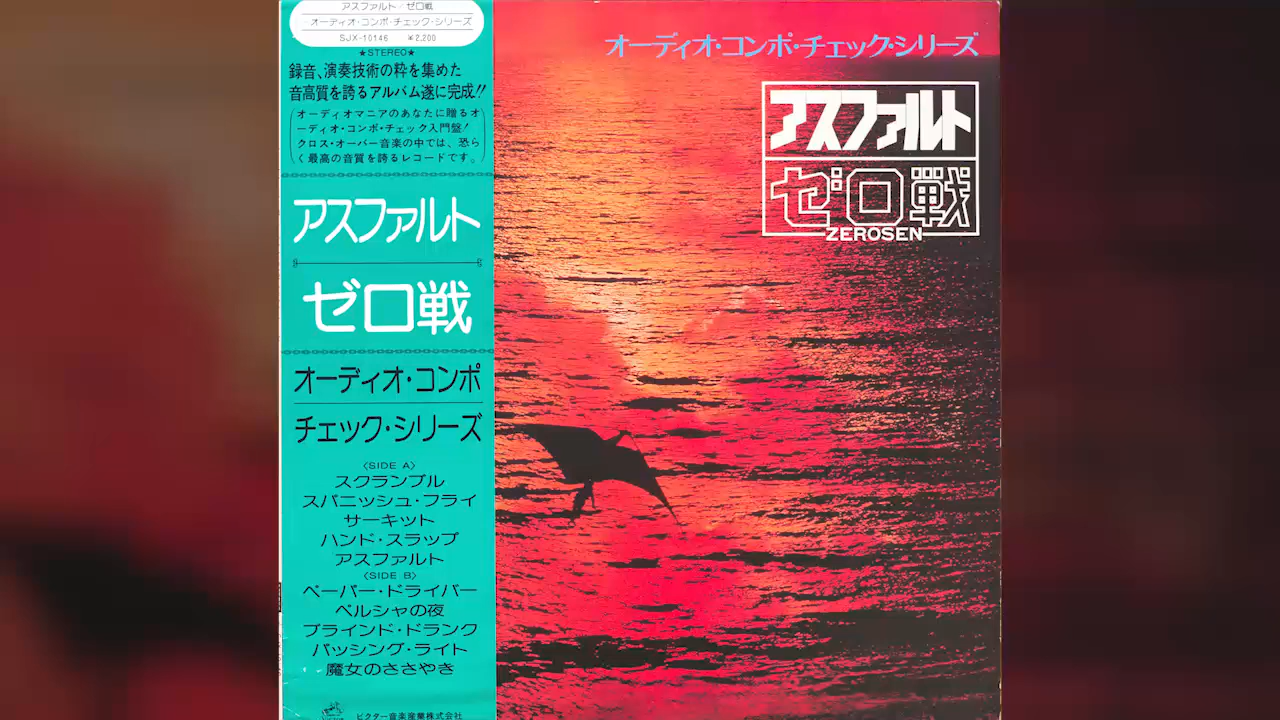 アスファルト／ゼロ戦
オーディオ・コンポ・チェック・シリーズ
SJX-10146 ¥2,200
★STEREO★
録音、演奏技術の粋を集めた
音高質を誇るアルバム遂に完成!!
オーディオマニアのあなたに贈るオ
ーディオ・コンポ・チェック入門盤!
クロス・オーバー音楽の中では、恐ら
く最高の音質を誇るレコードです。
アスファルト
ゼロ戦
オーディオ・コンポ
チェック・シリーズ
〈SIDE A〉
スクランブル
スパニッシュ・フライ
サーキット
ハンド・スラップ
アスファルト
〈SIDE B〉
ペーパー・ドライバー
ペルシャの夜
ブラインド・ドランク
パッシング・ライト
魔女のささやき
ビクター音楽産業株式会社
オーディオ・コンポ・チェック・シリーズ
アスファルト
ゼロ戦
ZEROSEN